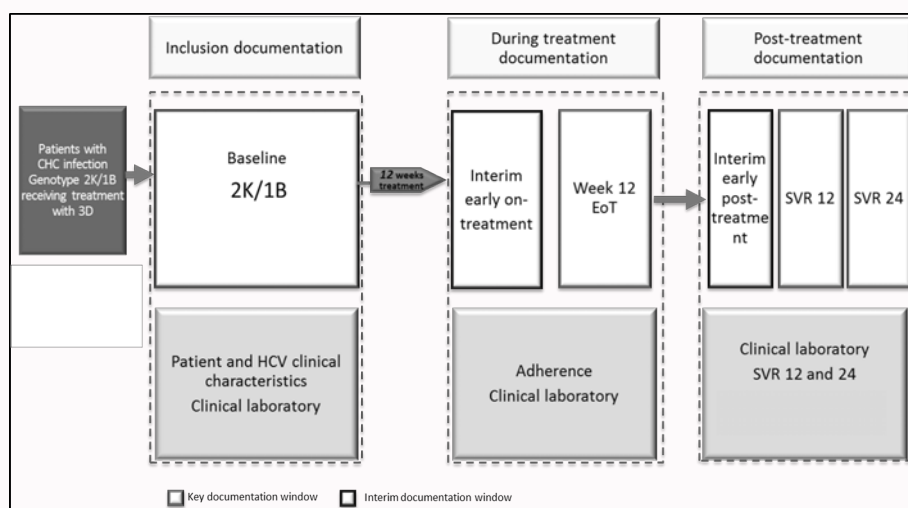 Inclusion documentation
During treatment
documentation
Post-treatment
documentation
Patients with
CHC infection
Genotype 2K/1B
receiving treatment
with 3D
Baseline
2K/1B
12 weeks
treatment
Interim
early on-
treatment
Week 12
EoT
Interim
early
post-
treatme
nt
SVR 12
SVR 24
Patient and HCV clinical
characteristics
Clinical laboratory
Adherence
Clinical laboratory
Clinical laboratory
SVR 12 and 24
Key documentation window
Interim documentation window